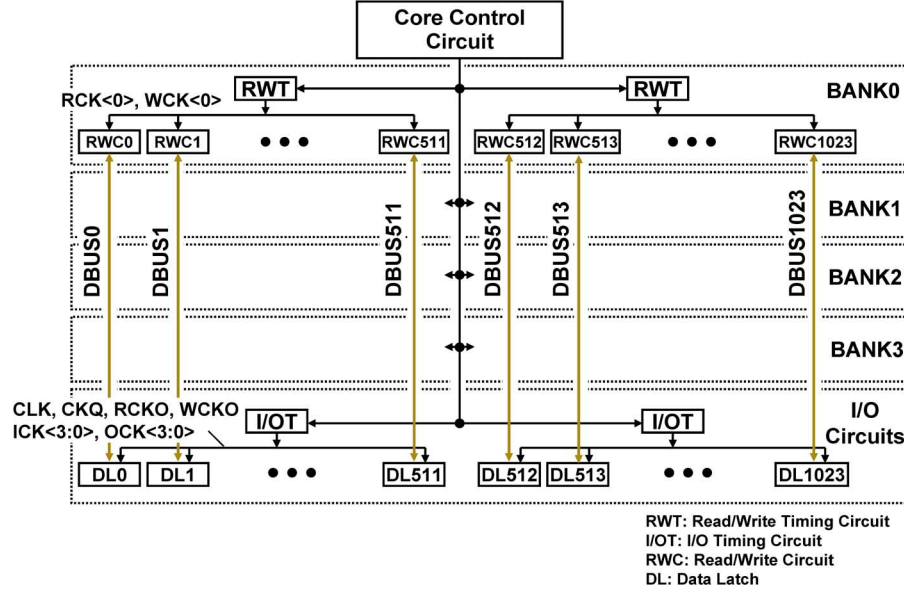 Core Control
Circuit
RWT
RWT
BANK0
RCK<0>, WCK<0>
RWC0
RWC1
RWC511
RWC512
RWC513
RWC1023
DBUS0
DBUS1
DBUS511
DBUS512
DBUS513
DBUS1023
BANK1
BANK2
BANK3
CLK, CKQ, RCKO, WCKO
ICK<3:0>, OCK<3:0>
I/OT
I/OT
I/O
Circuits
DL0
DL1
DL511
DL512
DL513
DL1023
RWT: Read/Write Timing Circuit
I/OT: I/O Timing Circuit
RWC: Read/Write Circuit
DL: Data Latch